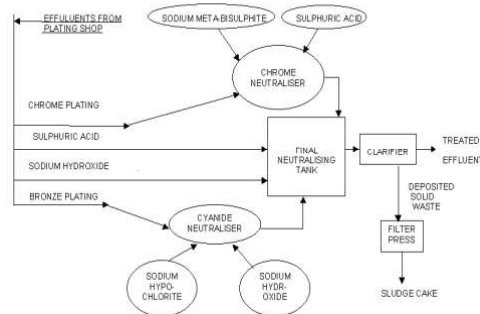 EFFULENTS FROM
PLATING SHOP
SODIUM META-BISULPHITE
SULPHURIC ACID
CHROME
NEUTRALISER
CHROME PLATING
SULPHURIC ACID
SODIUM HYDROXIDE
BRONZE PLATING
FINAL
NEUTRALISING
TANK
CLARIFIER
TREATED
EFFLUENT
DEPOSITED
SOLID
WASTE
CYANIDE
NEUTRALISER
FILTER
PRESS
SODIUM
HYPO-
CHLORITE
SODIUM
HYDR-
OXIDE
SLUDGE CAKE